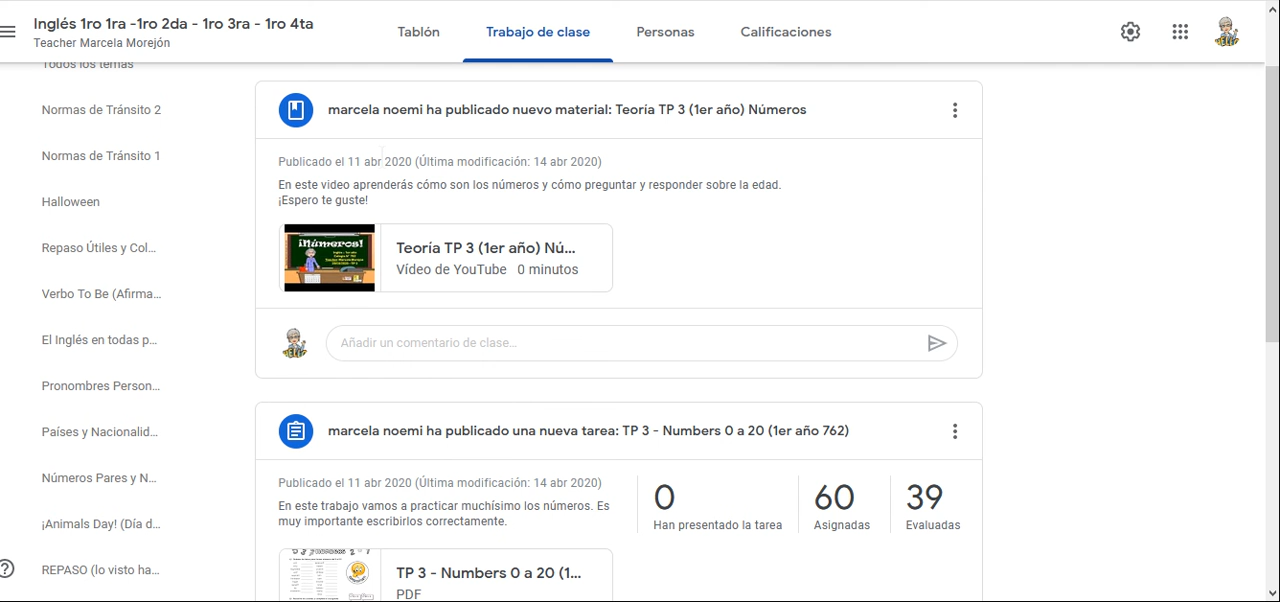 Inglés 1ro 1ra -1ro 2da - 1ro 3ra - 1ro 4ta
Teacher Marcela Morejón
Tablón
Trabajo de clase
Personas
Calificaciones
Todos los temas
Normas de Tránsito 2
Normas de Tránsito 1
Halloween
Repaso Útiles y Col...
Verbo To Be (Afirma...
El Inglés en todas p...
Pronombres Person...
Países y Nacionalid...
Números Pares y N...
¡Animals Day! (Día d...
REPASO (lo visto ha...
marcela noemi ha publicado nuevo material: Teoría TP 3 (1er año) Números
Publicado el 11 abr 2020 (Última modificación: 14 abr 2020)
En este video aprenderás cómo son los números y cómo preguntar y responder sobre la edad.
¡Espero te guste!
¡Números!
Teoría TP 3 (1er año) Nú...
Vídeo de YouTube 0 minutos
Añadir un comentario de clase...
marcela noemi ha publicado una nueva tarea: TP 3 - Numbers 0 a 20 (1er año 762)
Publicado el 11 abr 2020 (Última modificación: 14 abr 2020)
En este trabajo vamos a practicar muchísimo los números. Es
muy importante escribirlos correctamente.
0
Han presentado la tarea
60
Asignadas
39
Evaluadas
TP 3 - Numbers 0 a 20 (1...
PDF